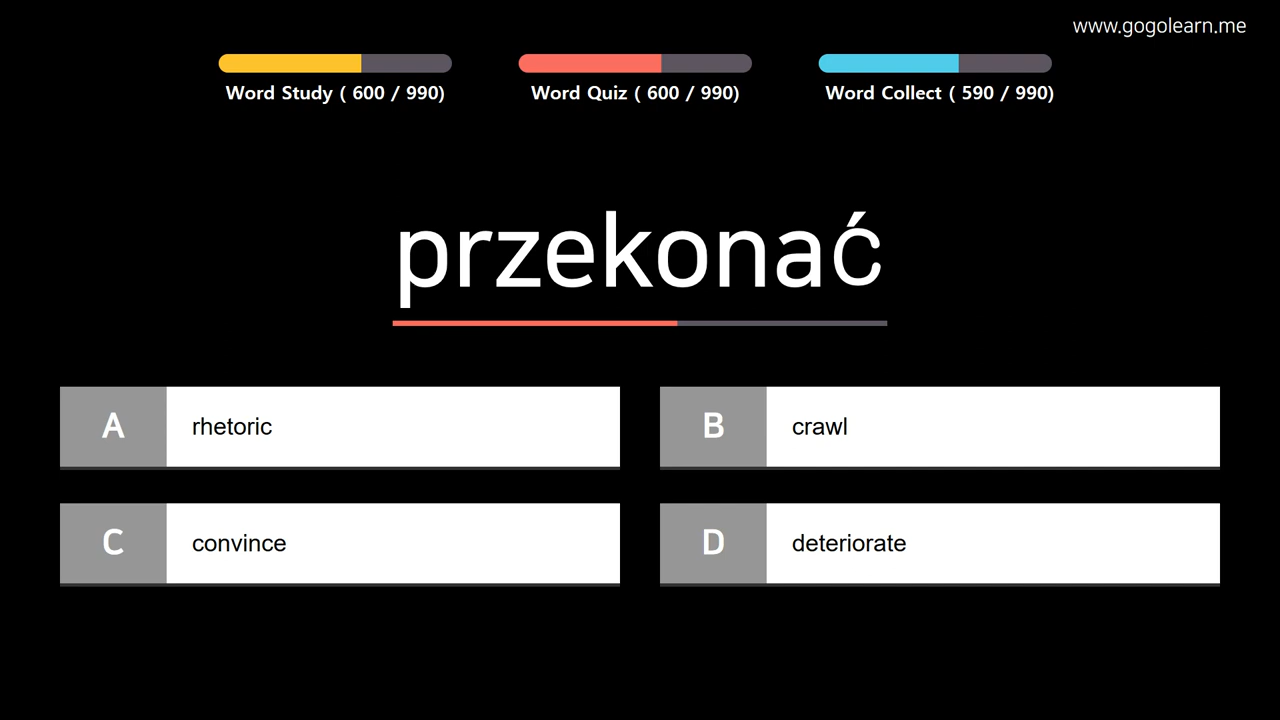 www.gogolearn.me
Word Study ( 600 / 990)
Word Quiz ( 600 / 990)
Word Collect ( 590 / 990)
przekonać
A rhetoric
B crawl
C convince
D deteriorate